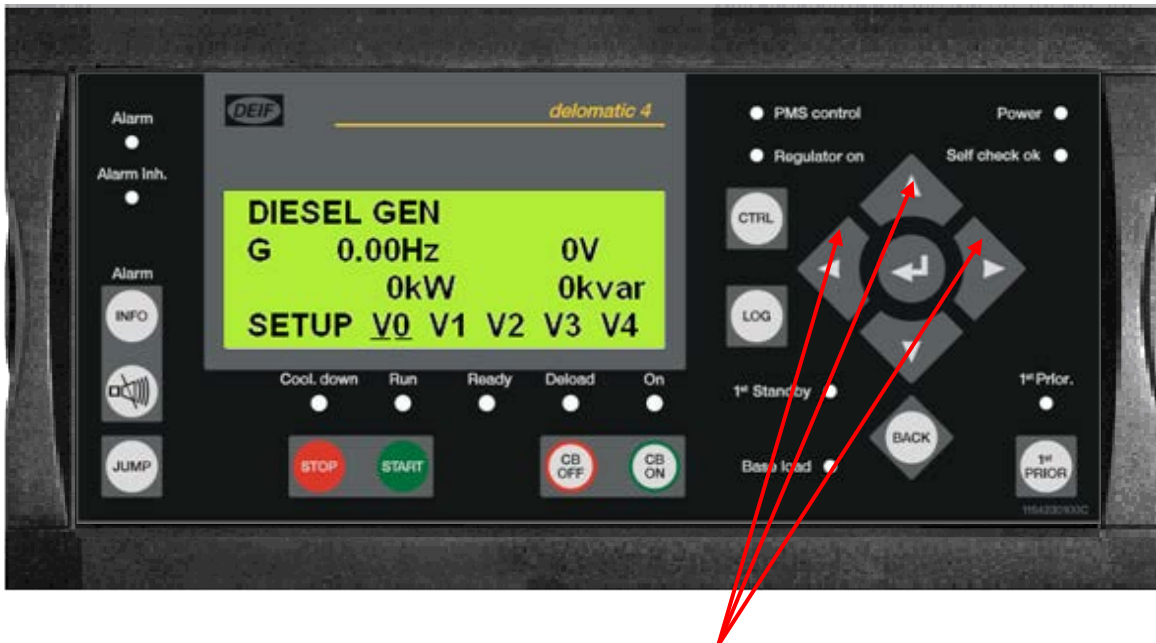 DEIF
delomatic 4
Alarm
Alarm Inh.
DIESEL GEN
G 0.00Hz 0V
0kW 0kvar
SETUP V0 V1 V2 V3 V4
Alarm
INFO
JUMP
Cool. down Run Ready Deload On
STOP START CB OFF CB ON
PMS control Power
Regulator on Self check ok
CTRL
LOG
1st Standby
1st Prior.
BACK
Base load
1st PRIOR